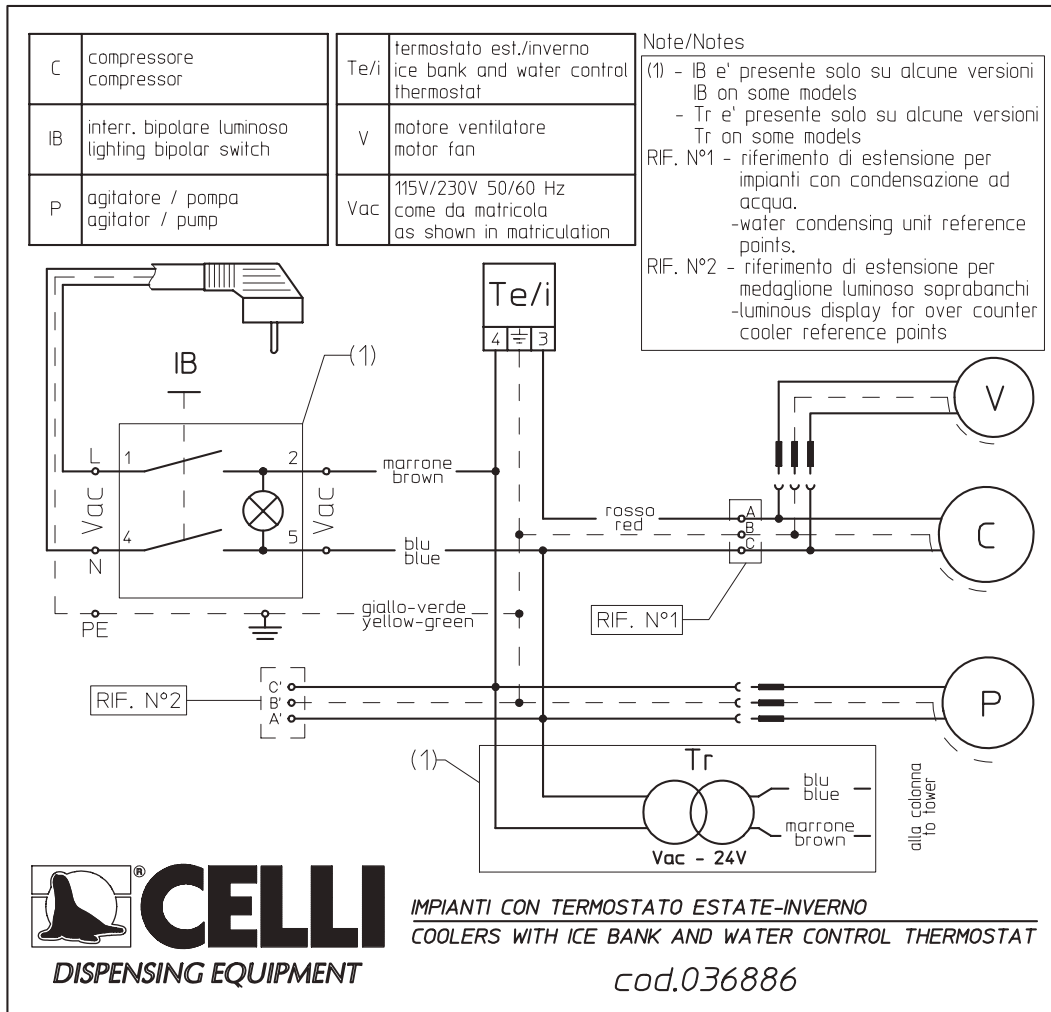 C
compressore
compressor
IB
interr. bipolare luminoso
lighting bipolar switch
P
agitatore / pompa
agitator / pump
Te/i
termostato est./inverno
ice bank and water control
thermostat
V
motore ventilatore
motor fan
Vac
115V/230V 50/60 Hz
come da matricola
as shown in matriculation
Note/Notes
(1) - IB e' presente solo su alcune versioni
IB on some models
- Tr e' presente solo su alcune versioni
Tr on some models
RIF. N°1 - riferimento di estensione per
impianti con condensazione ad
acqua.
-water condensing unit reference
points.
RIF. N°2 - riferimento di estensione per
medaglione luminoso soprabanchi
-luminous display for over counter
cooler reference points
Te/i
4 3
IB
(1)
V
L
1
2
Vac
Vac
marrone
brown
rosso
red
A
B
C
C
4
5
N
blu
blue
PE
giallo-verde
yellow-green
RIF. N°1
RIF. N°2
C'
B'
A'
P
(1)
Tr
blu
blue
marrone
brown
Vac - 24V
alla colonna
to tower
® CELLI
DISPENSING EQUIPMENT
IMPIANTI CON TERMOSTATO ESTATE-INVERNO
COOLERS WITH ICE BANK AND WATER CONTROL THERMOSTAT
cod.036886